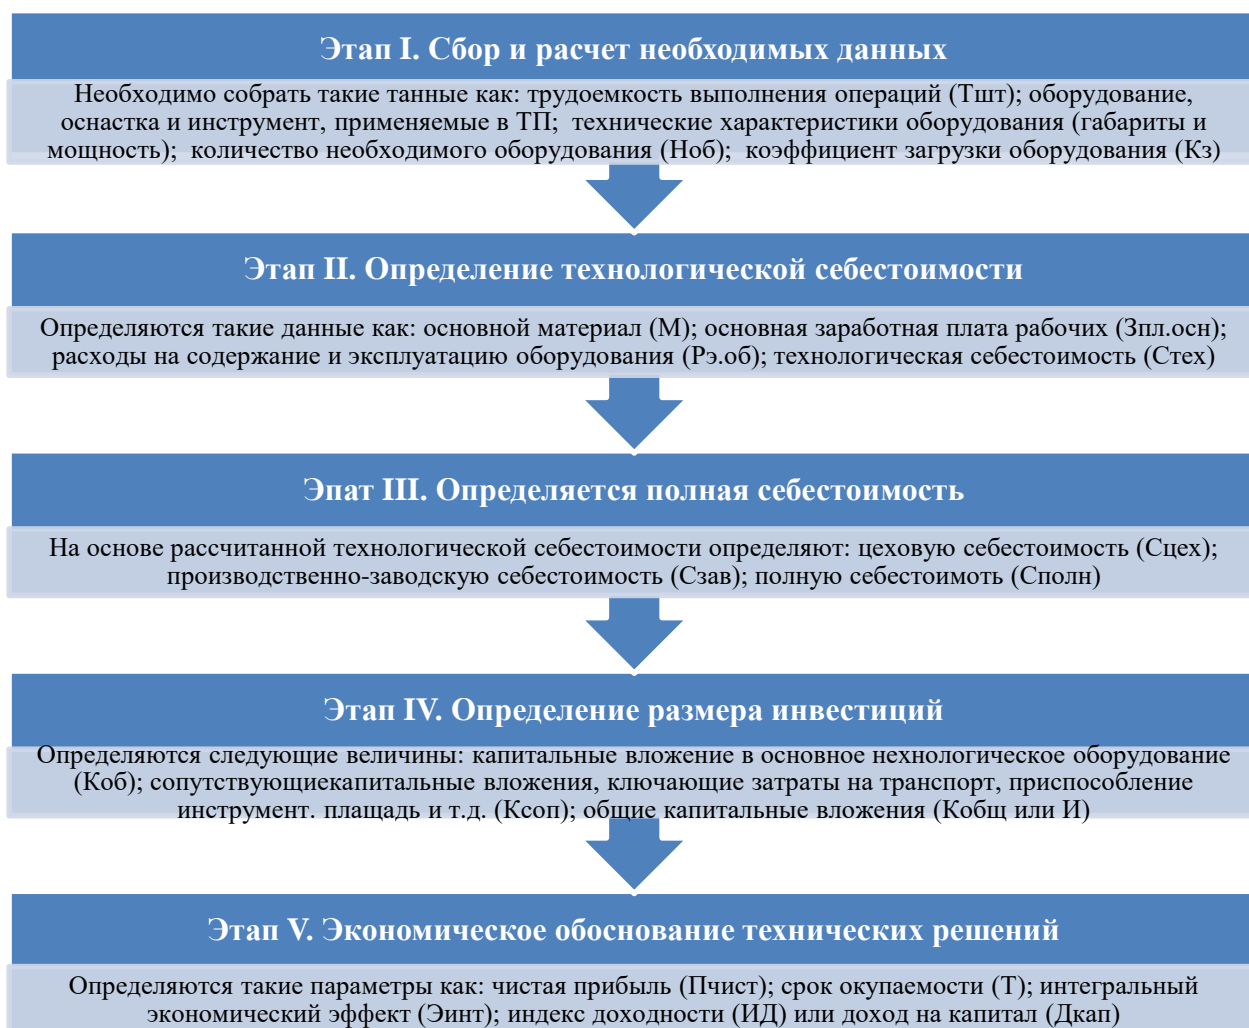 Этап I. Сбор и расчет необходимых данных
Необходимо собрать такие танные как: трудоемкость выполнения операций (Тшт); оборудование,
оснастка и инструмент, применяемые в ТП; технические характеристики оборудования (габариты и
мощность); количество необходимого оборудования (Ноб); коэффициент загрузки оборудования (Кз)
Этап II. Определение технологической себестоимости
Определяются такие данные как: основной материал (М); основная заработная плата рабочих (Зпл.осн);
расходы на содержание и эксплуатацию оборудования (Рэ.об); технологическая себестоимость (Стех)
Эпат III. Определяется полная себестоимость
На основе рассчитанной технологической себестоимости определяют: цеховую себестоимость (Сцех);
производственно-заводскую себестоимость (Сзав); полную себестоимоть (Сполн)
Этап IV. Определение размера инвестиций
Определяются следующие величины: капитальные вложение в основное нехнологическое оборудование
(Коб); сопутствующиекапитальные вложения, ключающие затраты на транспорт, приспособление
инструмент. плащадь и т.д. (Ксоп); общие капитальные вложения (Кобщ или И)
Этап V. Экономическое обоснование технических решений
Определяются такие параметры как: чистая прибыль (Пчист); срок окупаемости (Т); интегральный
экономический эффект (Эинт); индекс доходности (ИД) или доход на капитал (Дкап)